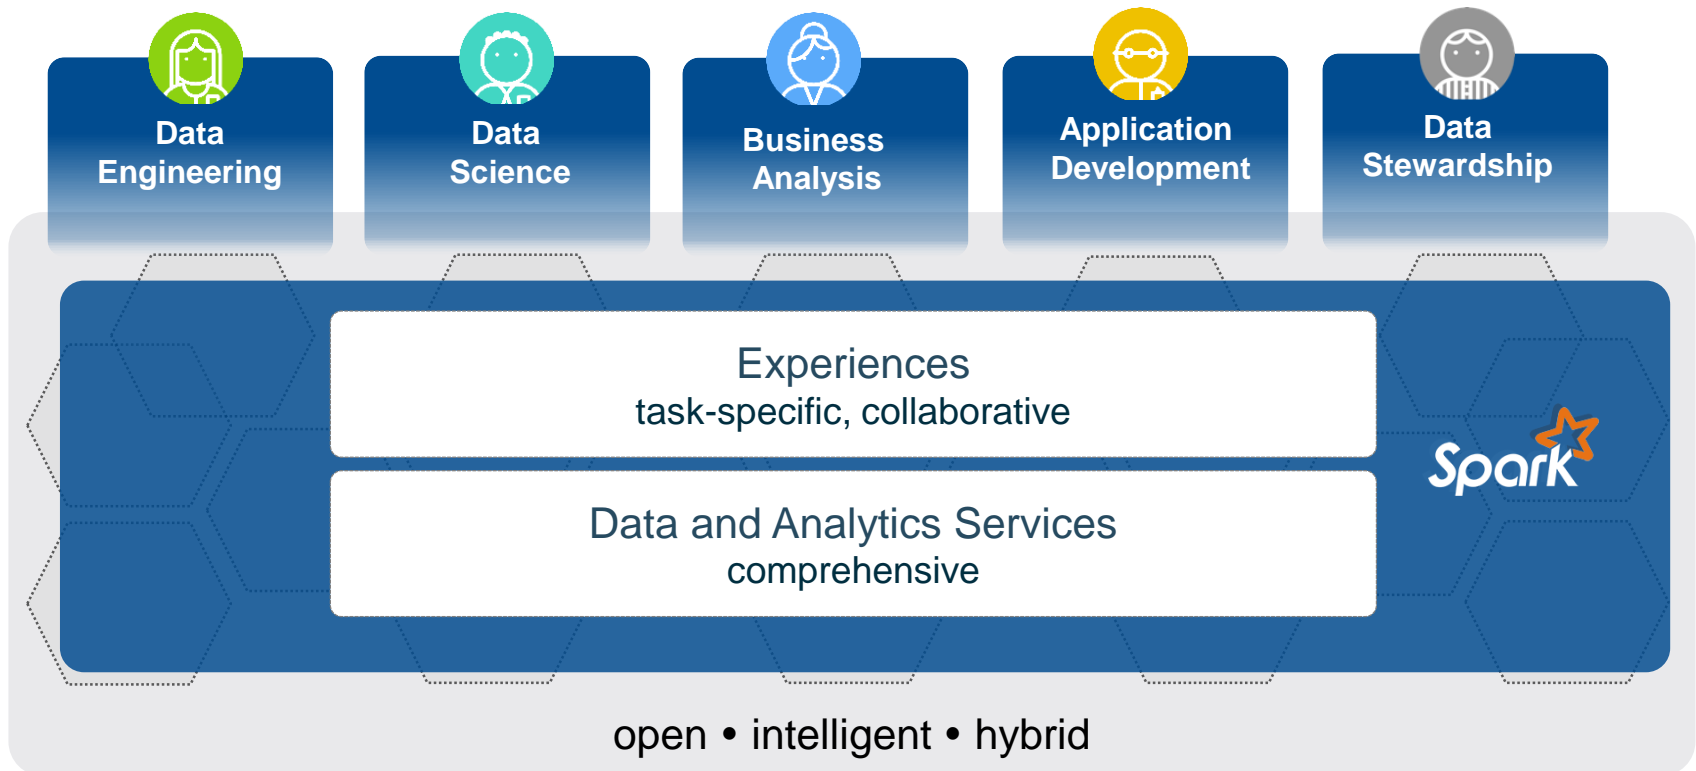 Data
Engineering
Data
Science
Business
Analysis
Application
Development
Data
Stewardship
Experiences
task-specific, collaborative
Spark
Data and Analytics Services
comprehensive
open • intelligent • hybrid